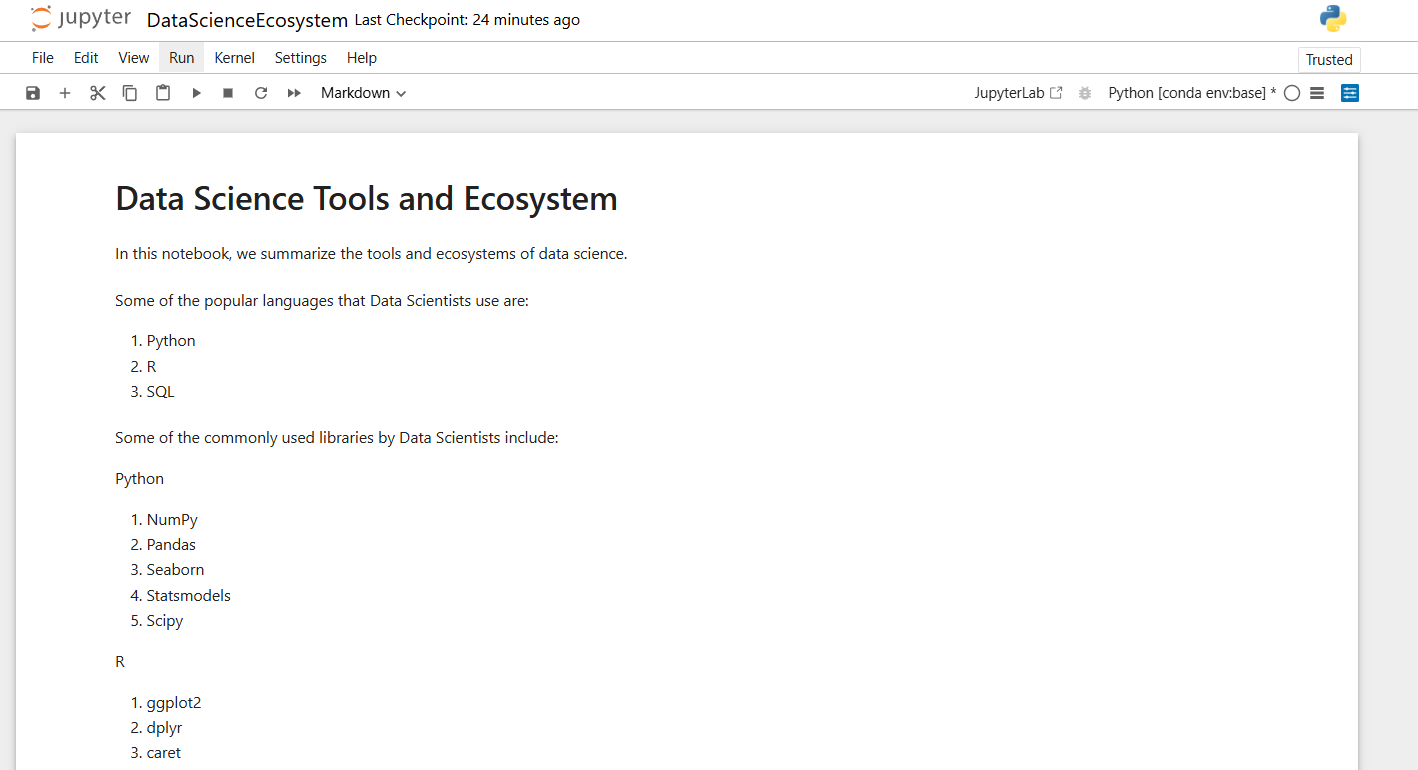 jupyter DataScienceEcosystem Last Checkpoint: 24 minutes ago
File Edit View Run Kernel Settings Help Trusted
Markdown JupyterLab Python [conda env:base] *
Data Science Tools and Ecosystem
In this notebook, we summarize the tools and ecosystems of data science.
Some of the popular languages that Data Scientists use are:
1. Python
2. R
3. SQL
Some of the commonly used libraries by Data Scientists include:
Python
1. NumPy
2. Pandas
3. Seaborn
4. Statsmodels
5. Scipy
R
1. ggplot2
2. dplyr
3. caret